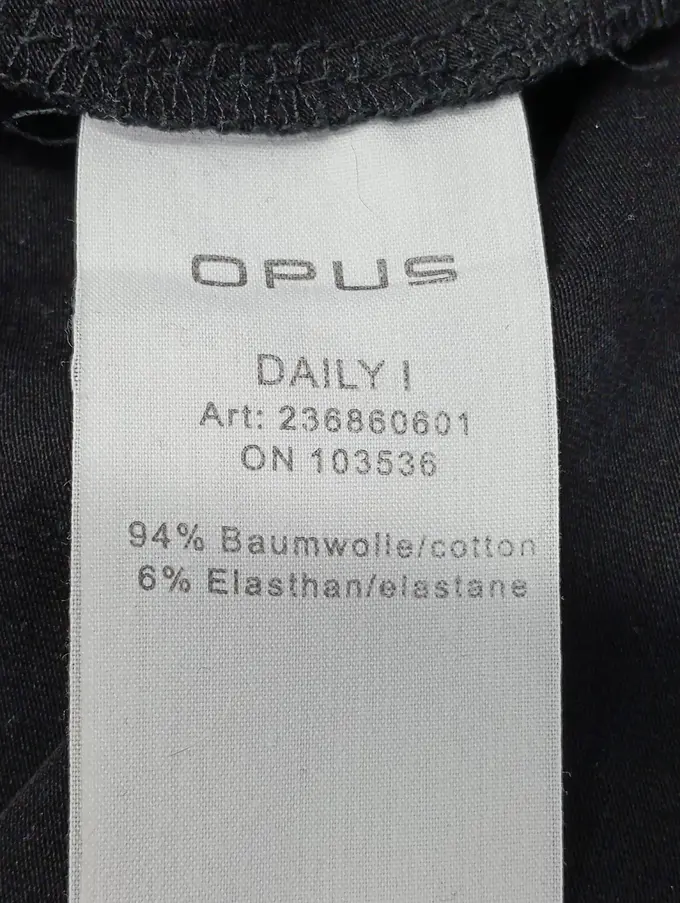 OPUS
DAILY I
Art: 236860601
ON 103536
94% Baumwolle/cotton
6% Elasthan/elastane